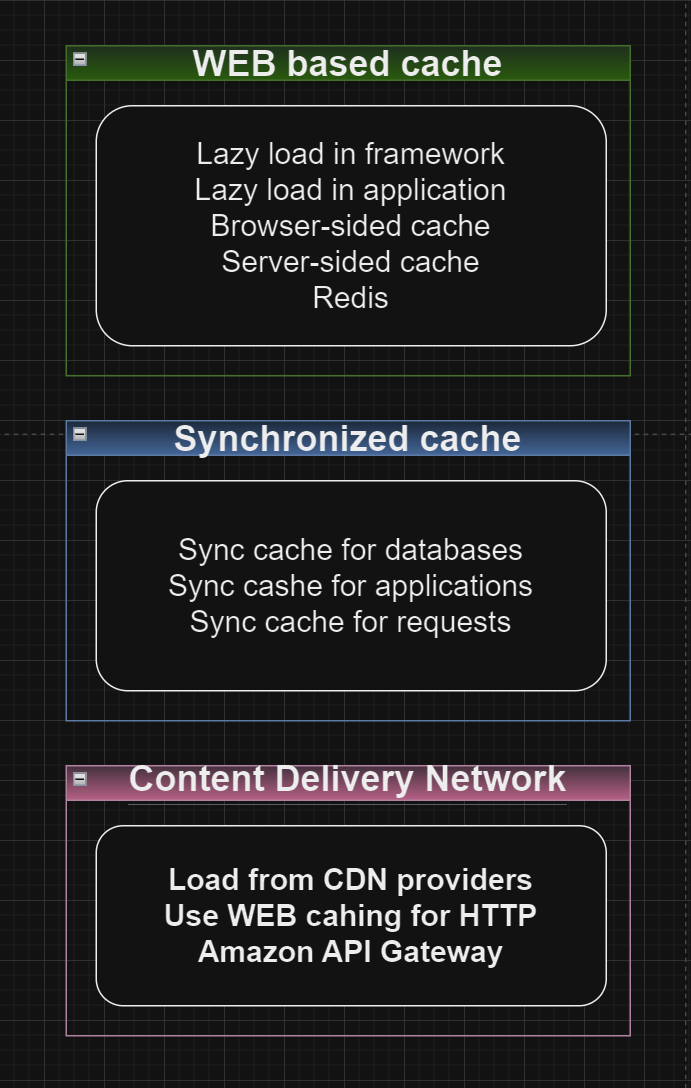 WEB based cache
Lazy load in framework
Lazy load in application
Browser-sided cache
Server-sided cache
Redis
Synchronized cache
Sync cache for databases
Sync cashe for applications
Sync cache for requests
Content Delivery Network
Load from CDN providers
Use WEB cahing for HTTP
Amazon API Gateway